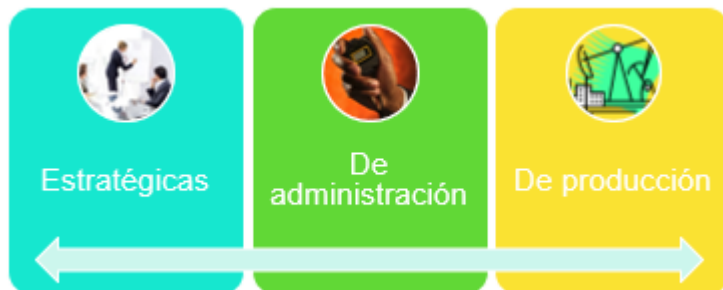 Estratégicas
De
administración
De producción